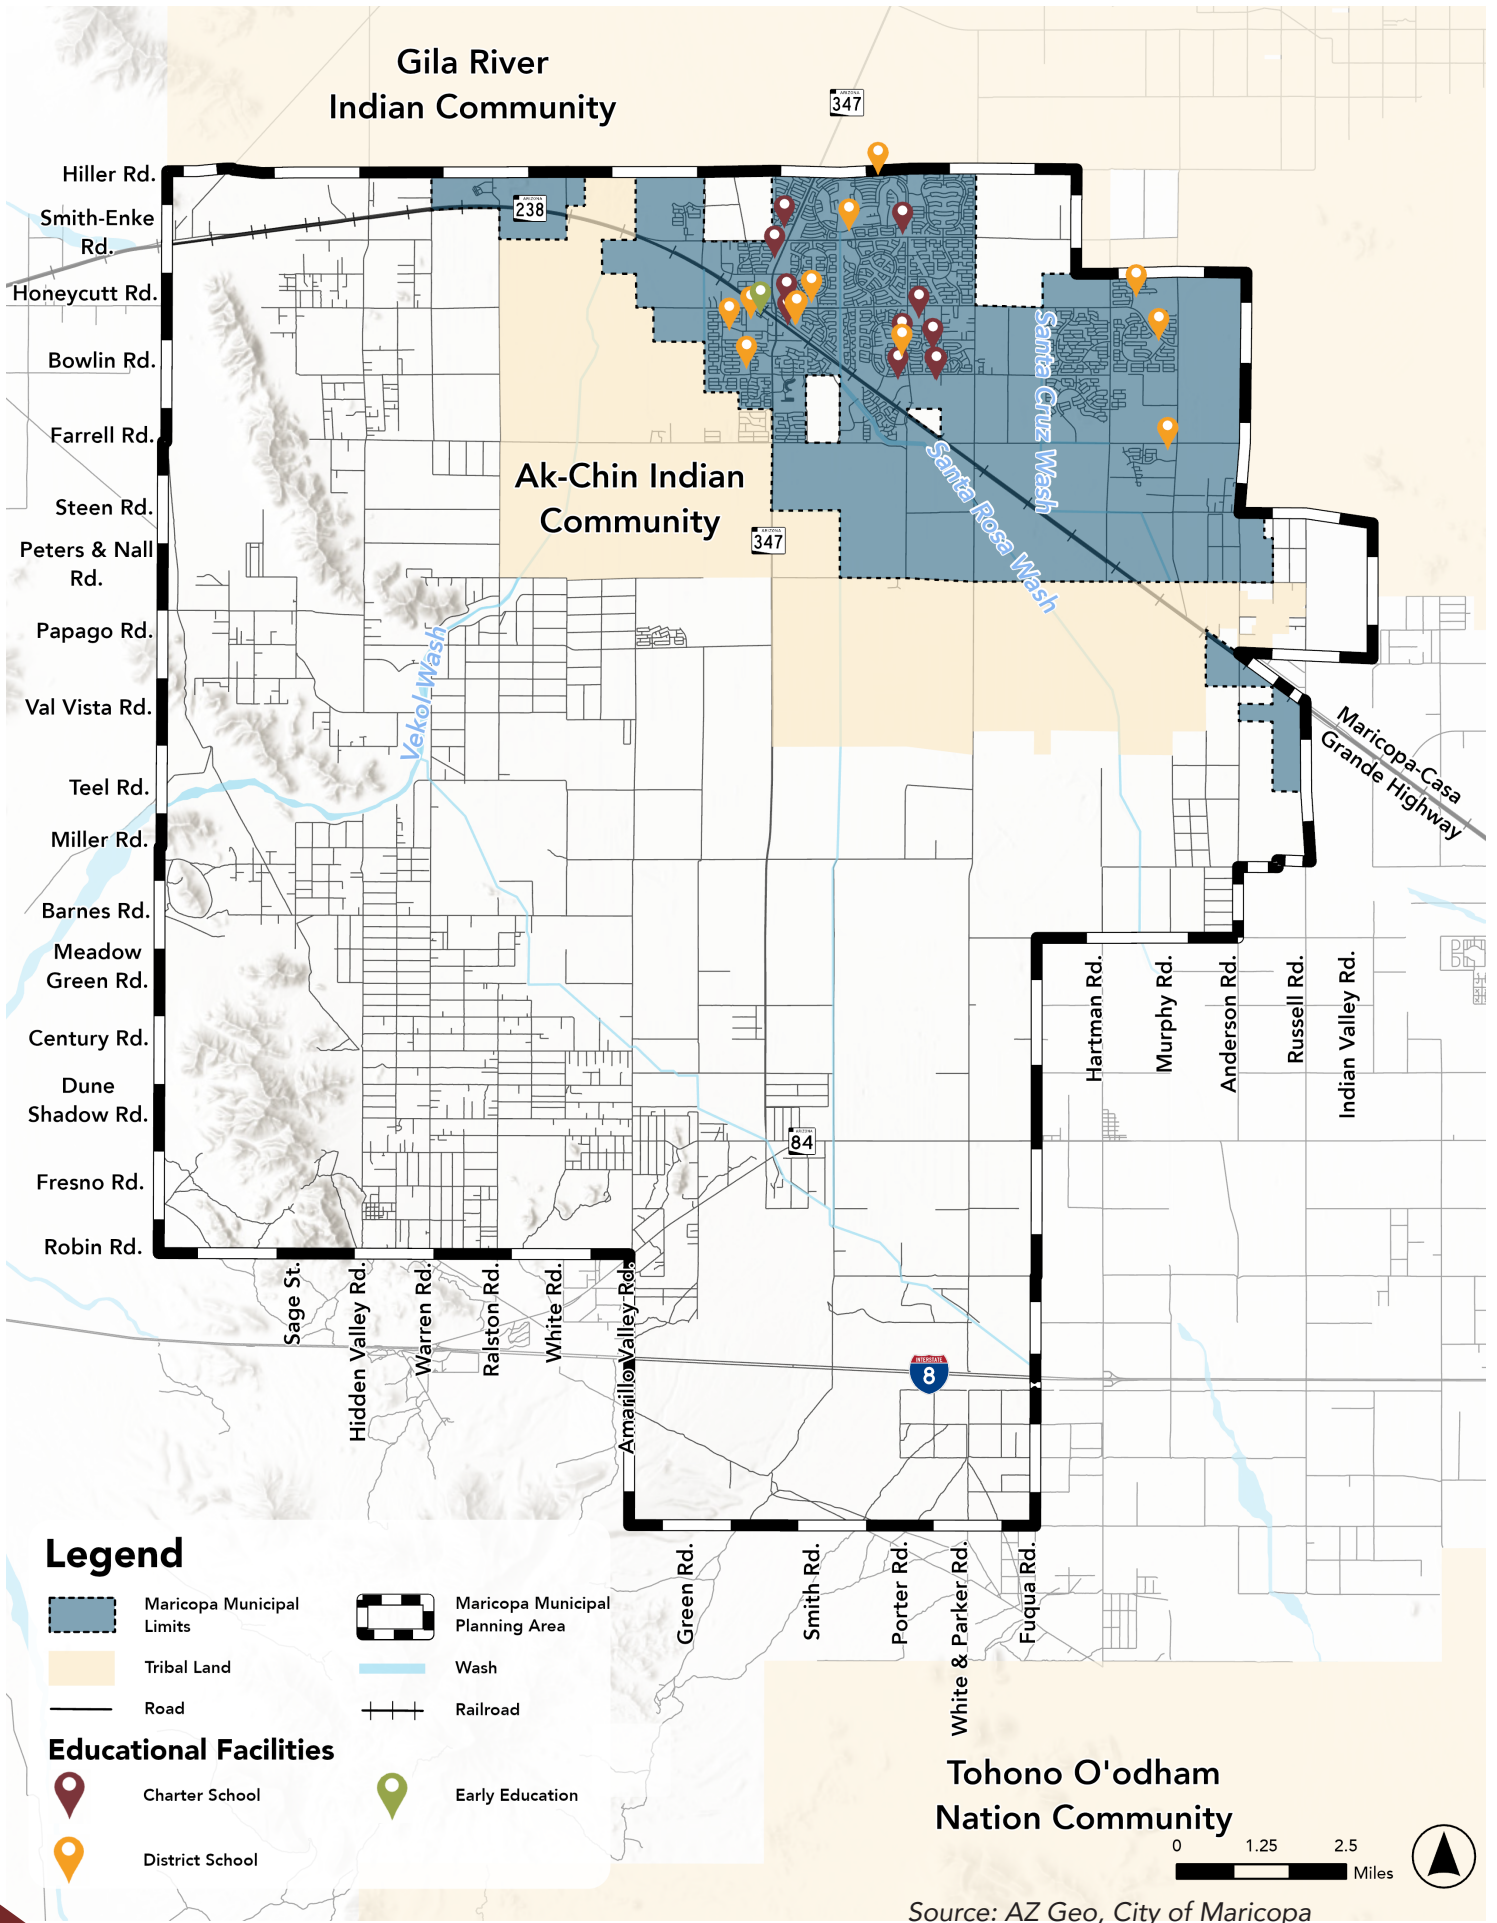 Gila River
Indian Community
ARIZONA
347
Hiller Rd.
Smith-Enke
Rd.
ARIZONA
238
Honeycutt Rd.
Bowlin Rd.
Farrell Rd.
Steen Rd.
Peters & Nall
Rd.
Papago Rd.
Val Vista Rd.
Teel Rd.
Miller Rd.
Barnes Rd.
Meadow
Green Rd.
Century Rd.
Dune
Shadow Rd.
Fresno Rd.
Robin Rd.
Ak-Chin Indian
Community
ARIZONA
347
Santa Cruz Wash
Santa Rosa Wash
Vekol Wash
Maricopa-Casa
Grande Highway
Hartman Rd.
Murphy Rd.
Anderson Rd.
Russell Rd.
Indian Valley Rd.
ARIZONA
84
Sage St.
Hidden Valley Rd.
Warren Rd.
Ralston Rd.
White Rd.
Amarillo Valley Rd.
INTERSTATE
8
Green Rd.
Smith Rd.
Porter Rd.
White & Parker Rd.
Fuqua Rd.
Legend
Maricopa Municipal
Limits
Maricopa Municipal
Planning Area
Tribal Land
Wash
Road
Railroad
Educational Facilities
Charter School
Early Education
District School
Tohono O'odham
Nation Community
0 1.25 2.5
Miles
Source: AZ Geo, City of Maricopa